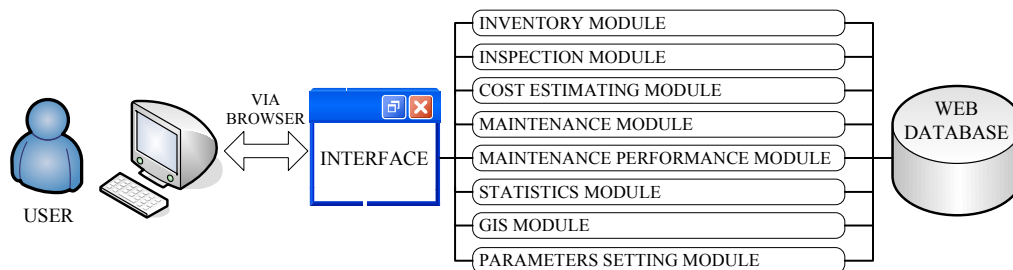 USER
VIA
BROWSER
INTERFACE
INVENTORY MODULE
INSPECTION MODULE
COST ESTIMATING MODULE
MAINTENANCE MODULE
MAINTENANCE PERFORMANCE MODULE
STATISTICS MODULE
GIS MODULE
PARAMETERS SETTING MODULE
WEB
DATABASE